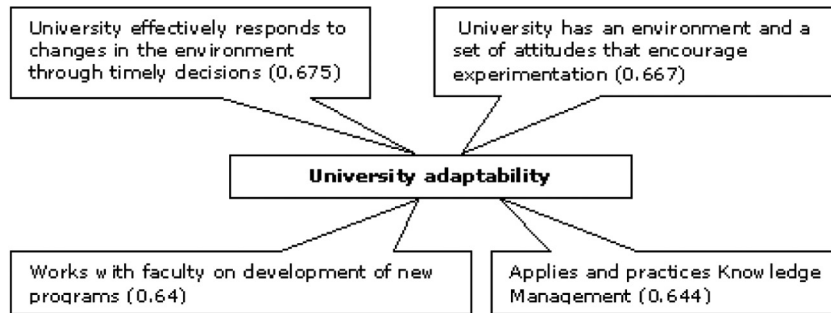 University effectively responds to
changes in the environment
through timely decisions (0.675)
University has an environment and a
set of attitudes that encourage
experimentation (0.667)
University adaptability
Works with faculty on development of new
programs (0.64)
Applies and practices Knowledge
Management (0.644)